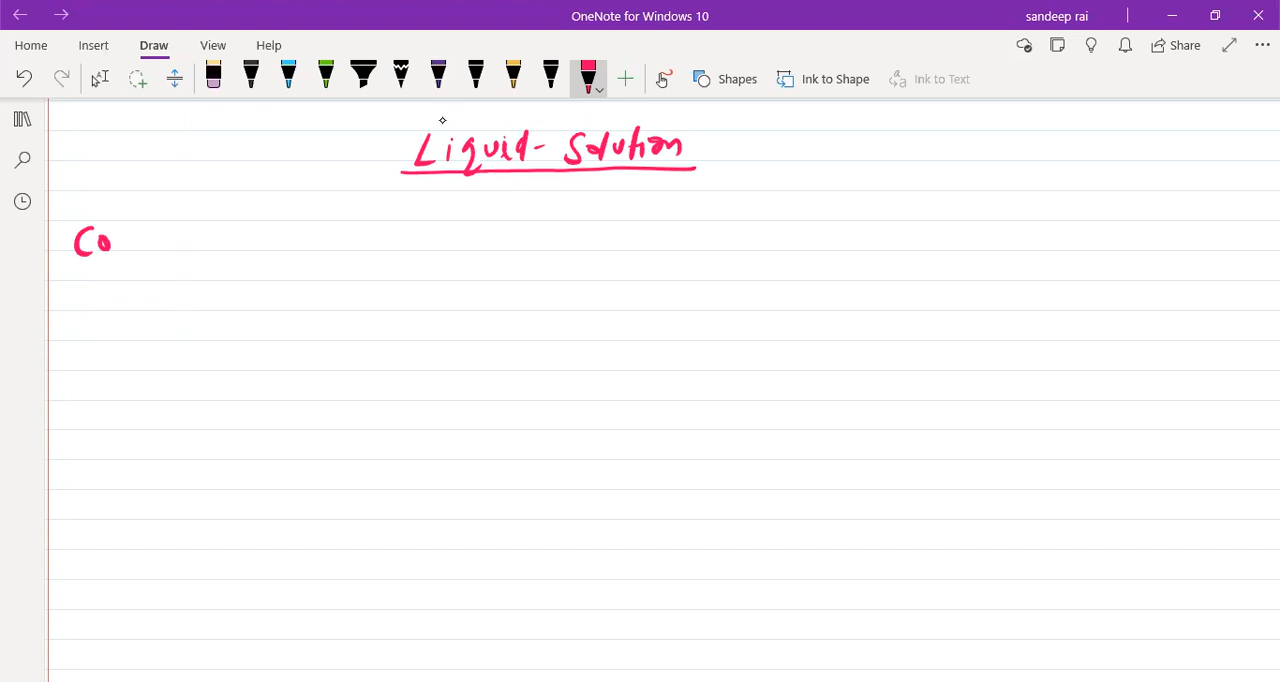 OneNote for Windows 10
sandeep rai
Home Insert Draw View Help
Share
Shapes Ink to Shape Ink to Text
Liquid- Solution
Co